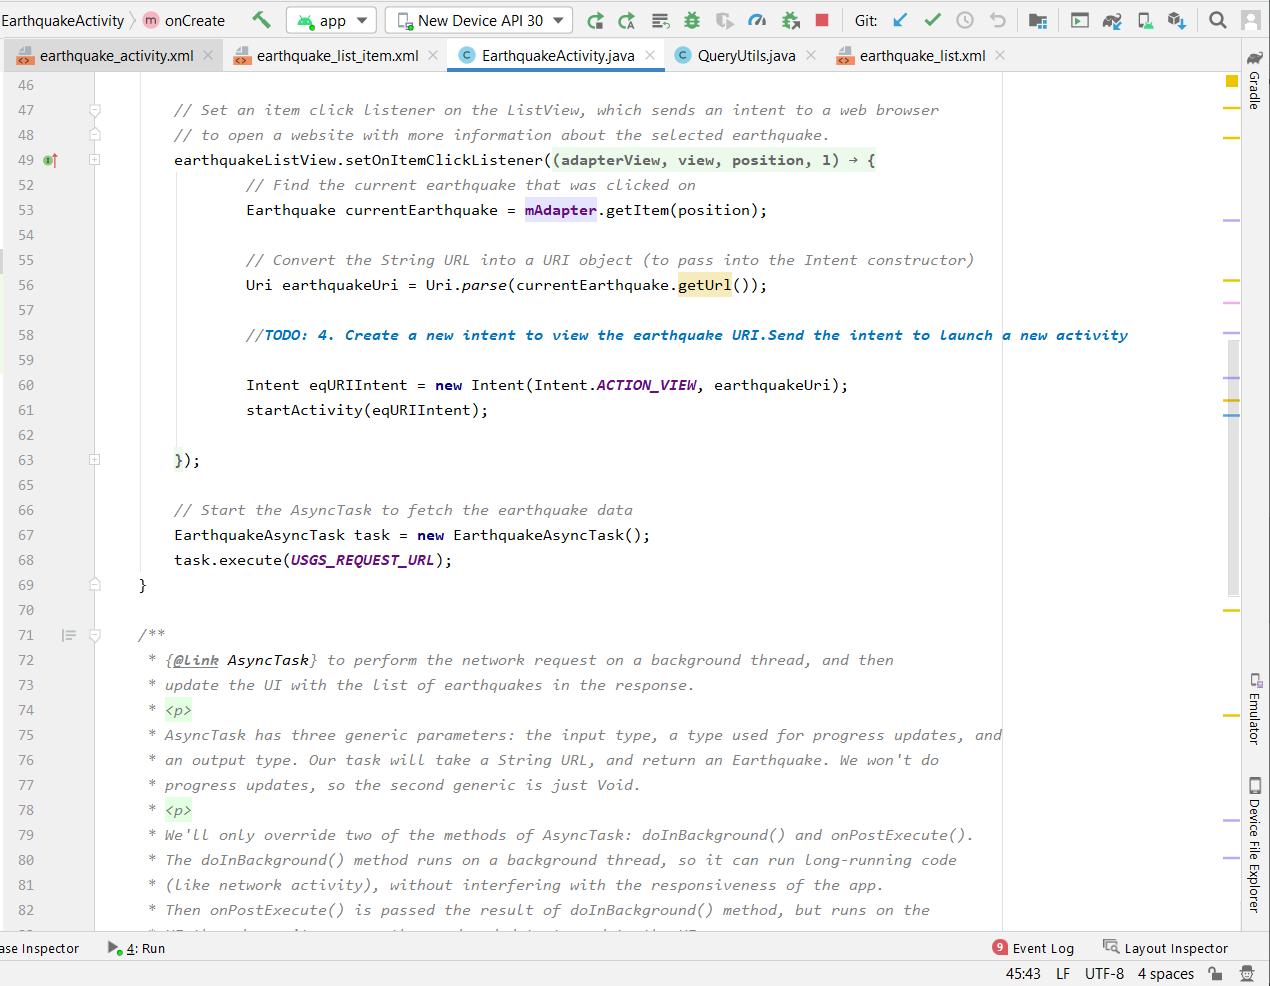 EarthquakeActivity
onCreate
app
New Device API 30
Git:
earthquake_activity.xml
earthquake_list_item.xml
EarthquakeActivity.java
QueryUtils.java
earthquake_list.xml
46
47 // Set an item click listener on the ListView, which sends an intent to a web browser
48 // to open a website with more information about the selected earthquake.
49 earthquakeListView.setOnItemClickListener((adapterView, view, position, l) → {
52 // Find the current earthquake that was clicked on
53 Earthquake currentEarthquake = mAdapter.getItem(position);
54
55 // Convert the String URL into a URI object (to pass into the Intent constructor)
56 Uri earthquakeUri = Uri.parse(currentEarthquake.getUrl());
57
58 //TODO: 4. Create a new intent to view the earthquake URI.Send the intent to launch a new activity
59
60 Intent eqURIIntent = new Intent(Intent.ACTION_VIEW, earthquakeUri);
61 startActivity(eqURIIntent);
62
63 });
65
66 // Start the AsyncTask to fetch the earthquake data
67 EarthquakeAsyncTask task = new EarthquakeAsyncTask();
68 task.execute(USGS_REQUEST_URL);
69 }
70
71 /**
72 * {@link AsyncTask} to perform the network request on a background thread, and then
73 * update the UI with the list of earthquakes in the response.
74 * <p>
75 * AsyncTask has three generic parameters: the input type, a type used for progress updates, and
76 * an output type. Our task will take a String URL, and return an Earthquake. We won't do
77 * progress updates, so the second generic is just Void.
78 * <p>
79 * We'll only override two of the methods of AsyncTask: doInBackground() and onPostExecute().
80 * The doInBackground() method runs on a background thread, so it can run long-running code
81 * (like network activity), without interfering with the responsiveness of the app.
82 * Then onPostExecute() is passed the result of doInBackground() method, but runs on the
Gradle
Emulator
Device File Explorer
ase Inspector
4: Run
9 Event Log
Layout Inspector
45:43 LF UTF-8 4 spaces